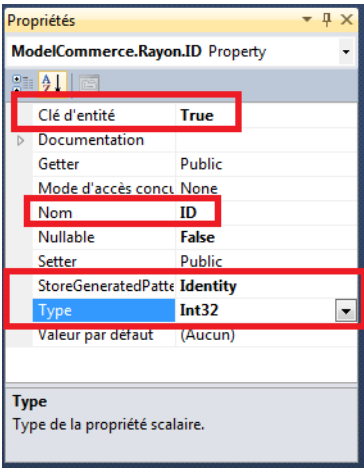 Propriétés
ModelCommerce.Rayon.ID Property
Clé d'entité True
Documentation
Getter Public
Mode d'accès concu None
Nom ID
Nullable False
Setter Public
StoreGeneratedPatte Identity
Type Int32
Valeur par défaut (Aucun)
Type
Type de la propriété scalaire.